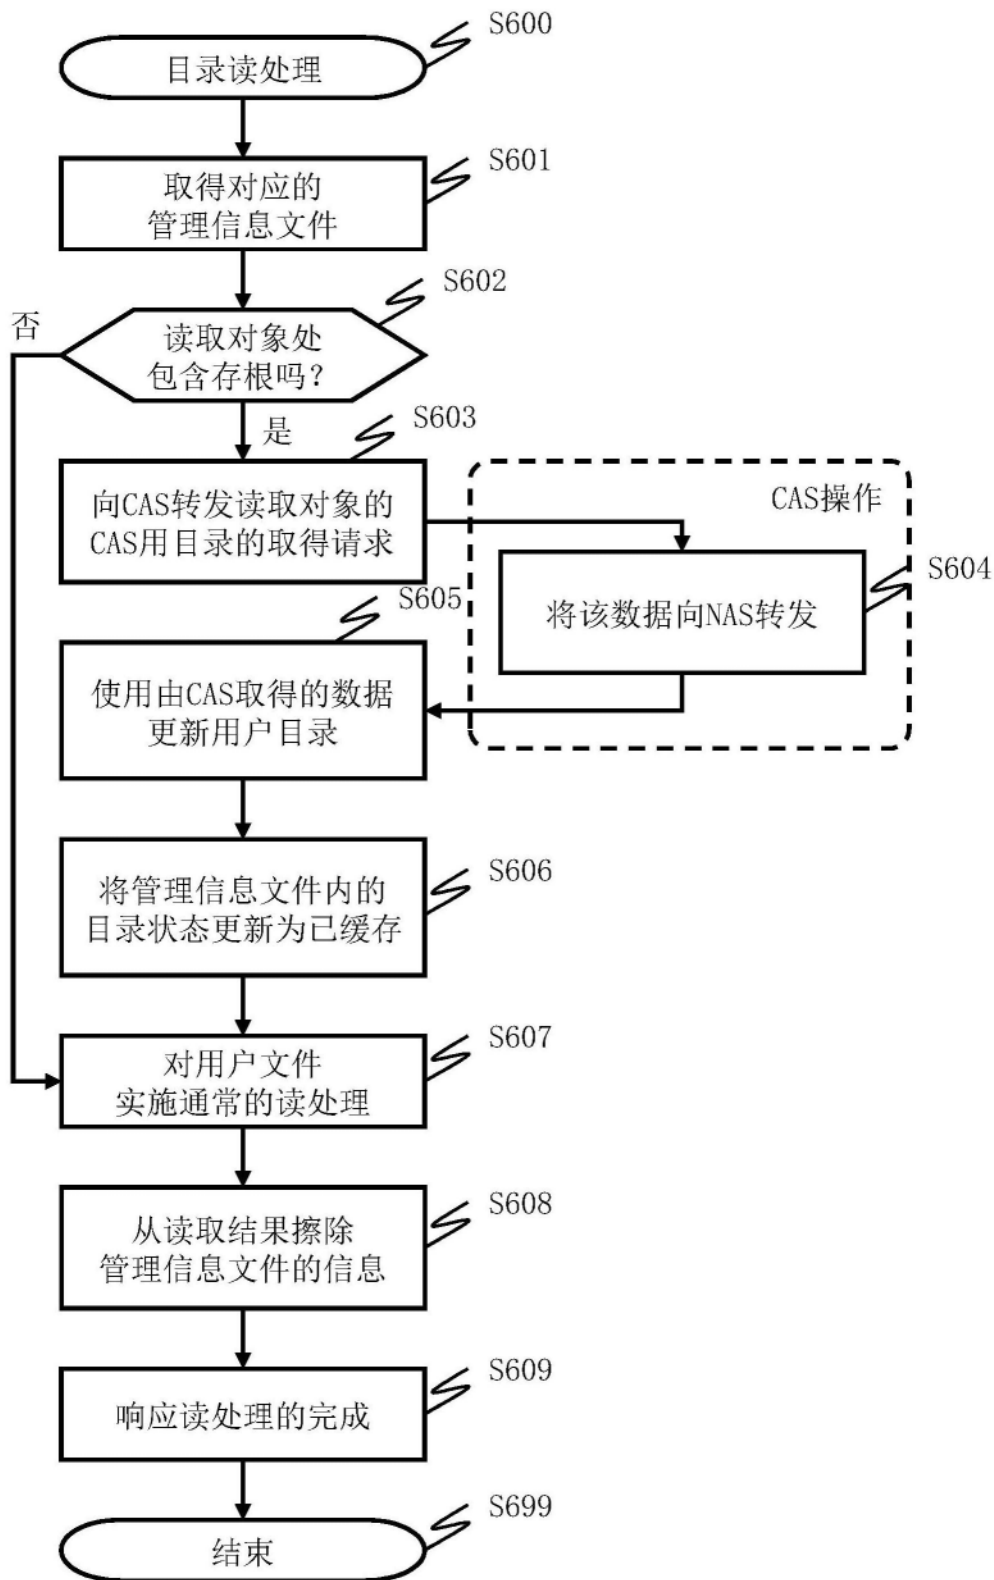 S600
目录读处理
S601
取得对应的
管理信息文件
S602
否
读取对象处
包含存根吗?
是
S603
向CAS转发读取对象的
CAS用目录的取得请求
CAS操作
S604
将该数据向NAS转发
S605
使用由CAS取得的数据
更新用户目录
S606
将管理信息文件内的
目录状态更新为已缓存
S607
对用户文件
实施通常的读处理
S608
从读取结果擦除
管理信息文件的信息
S609
响应读处理的完成
S699
结束